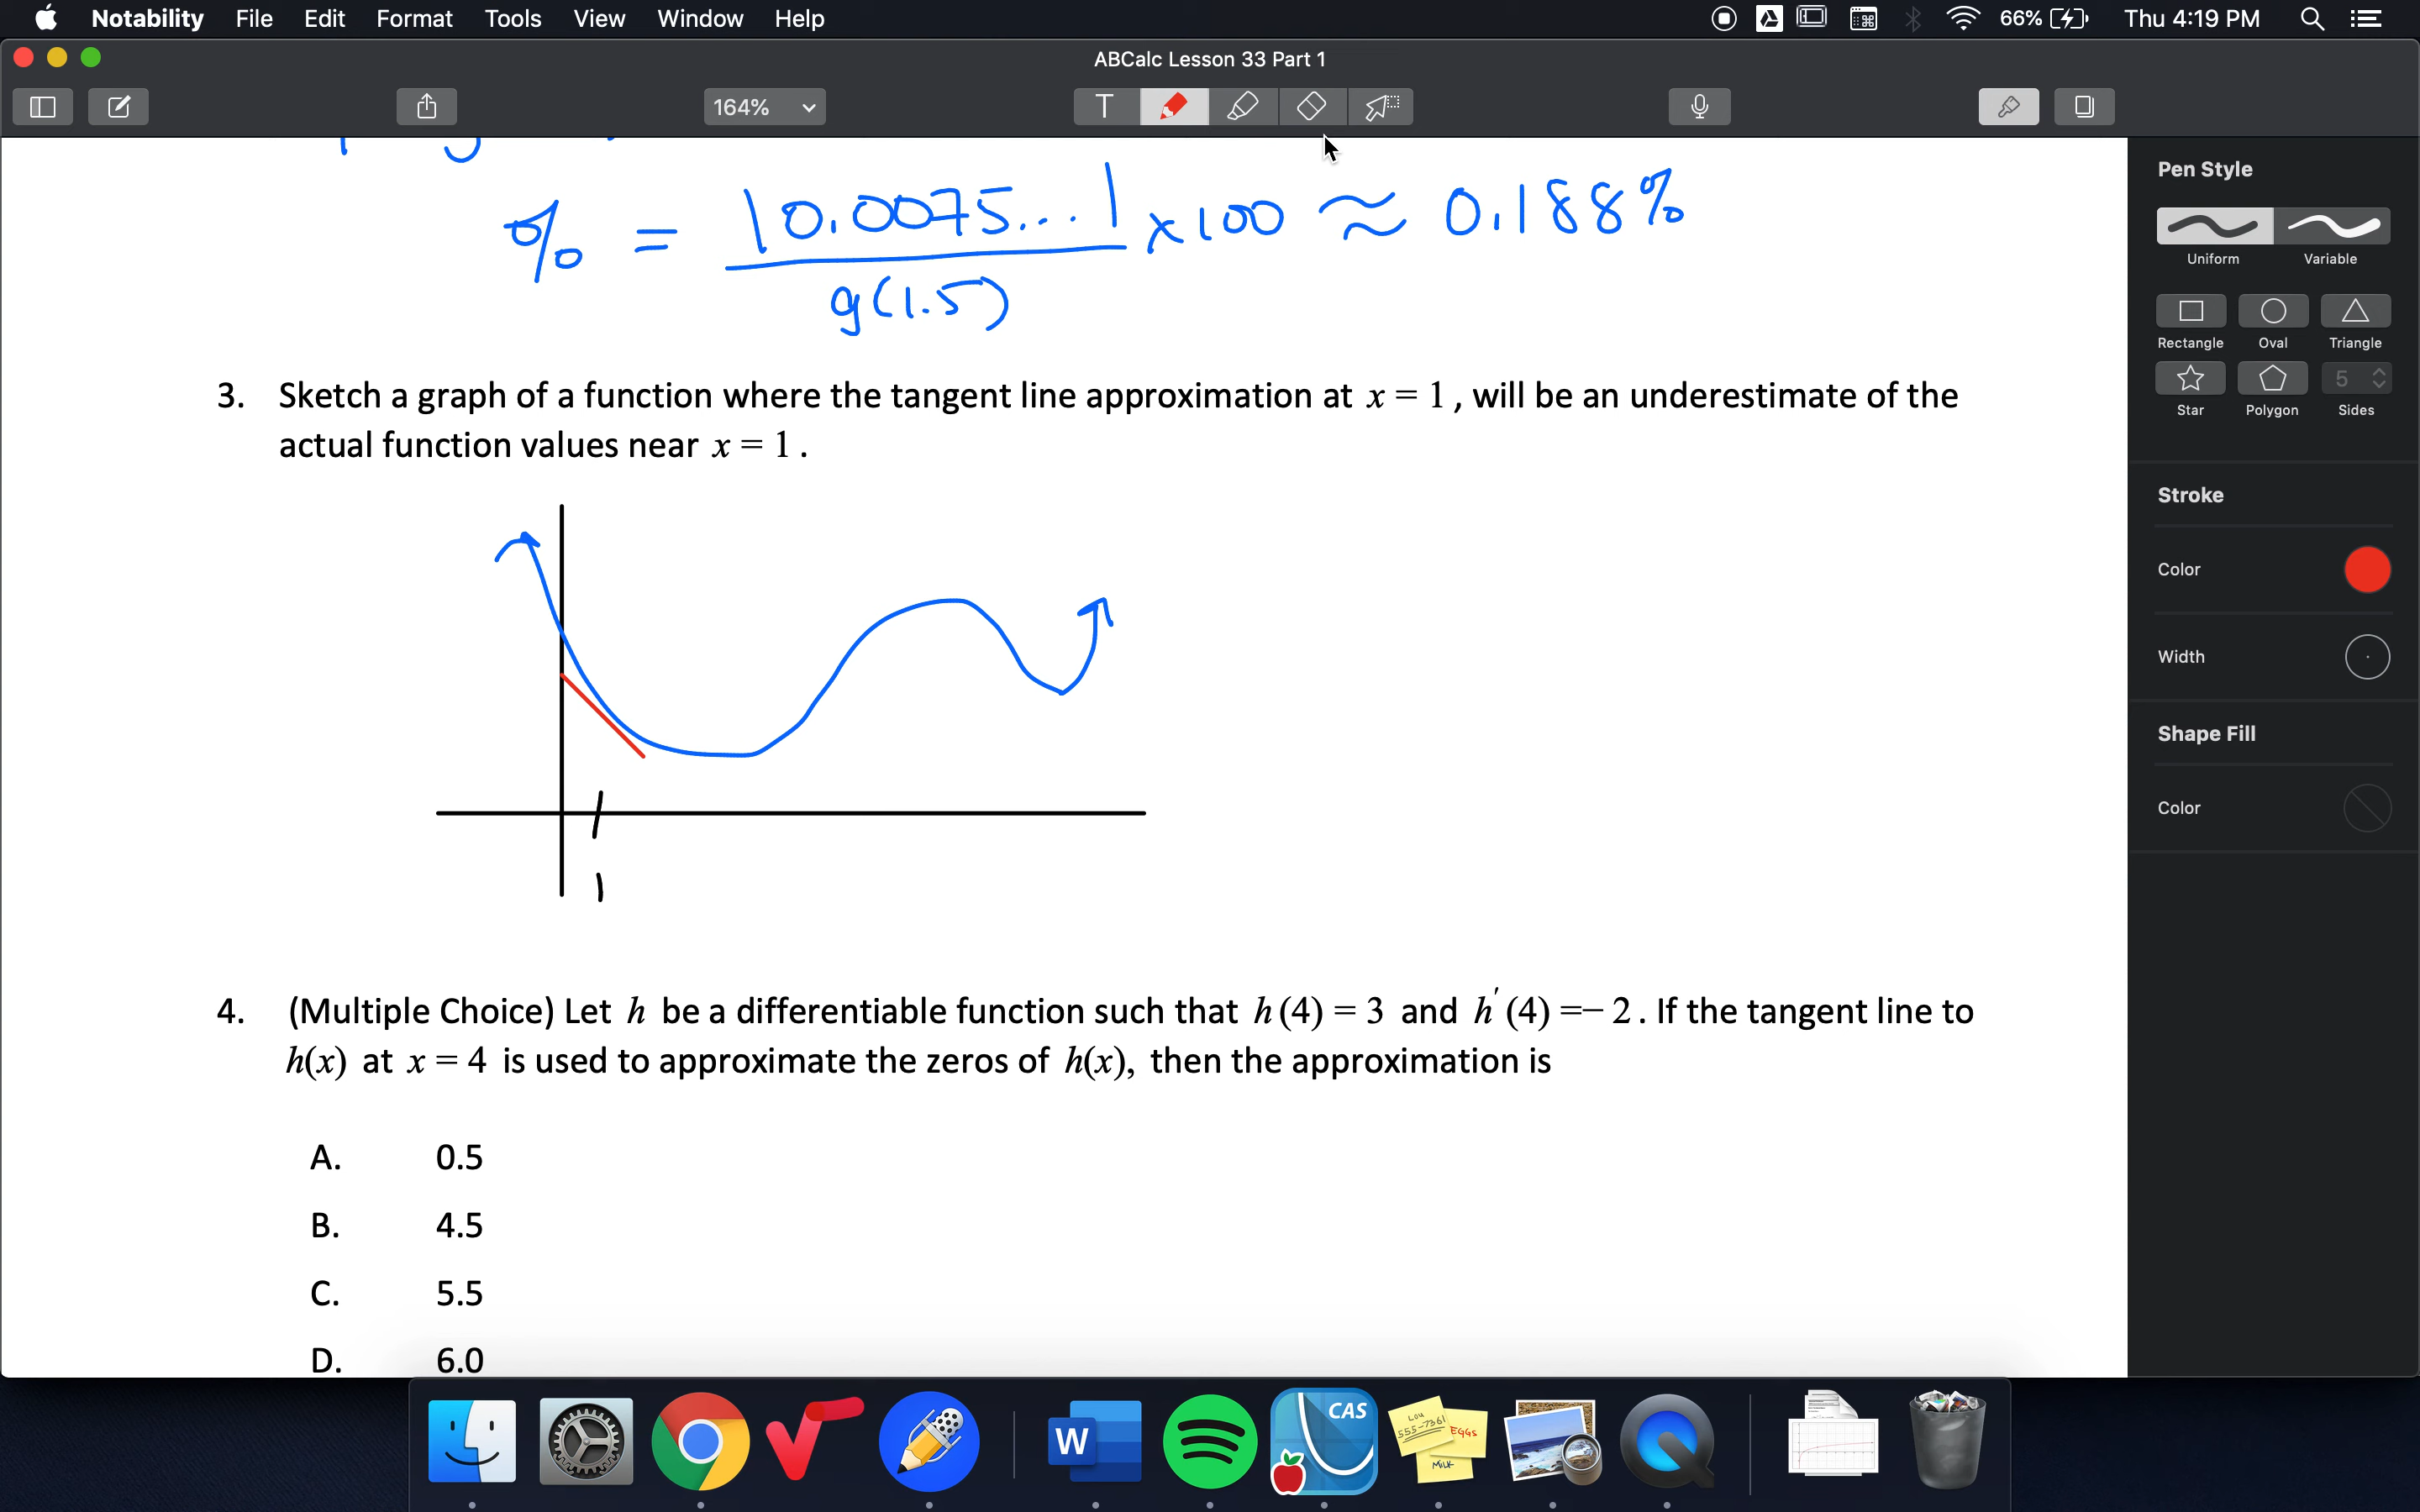 Notability File Edit Format Tools View Window Help 66% Thu 4:19 PM
ABCalc Lesson 33 Part 1
164% T
% = |0.0075...| / g(1.5) x100 ≈ 0.188%
3. Sketch a graph of a function where the tangent line approximation at x = 1, will be an underestimate of the
actual function values near x = 1.
1
4. (Multiple Choice) Let h be a differentiable function such that h(4) = 3 and h'(4) =− 2. If the tangent line to
h(x) at x = 4 is used to approximate the zeros of h(x), then the approximation is
A. 0.5
B. 4.5
C. 5.5
D. 6.0
Pen Style
Uniform Variable
Rectangle Oval Triangle
5
Star Polygon Sides
Stroke
Color
Width
Shape Fill
Color
W
CAS
LOU
555-7361
EGGS
MILK